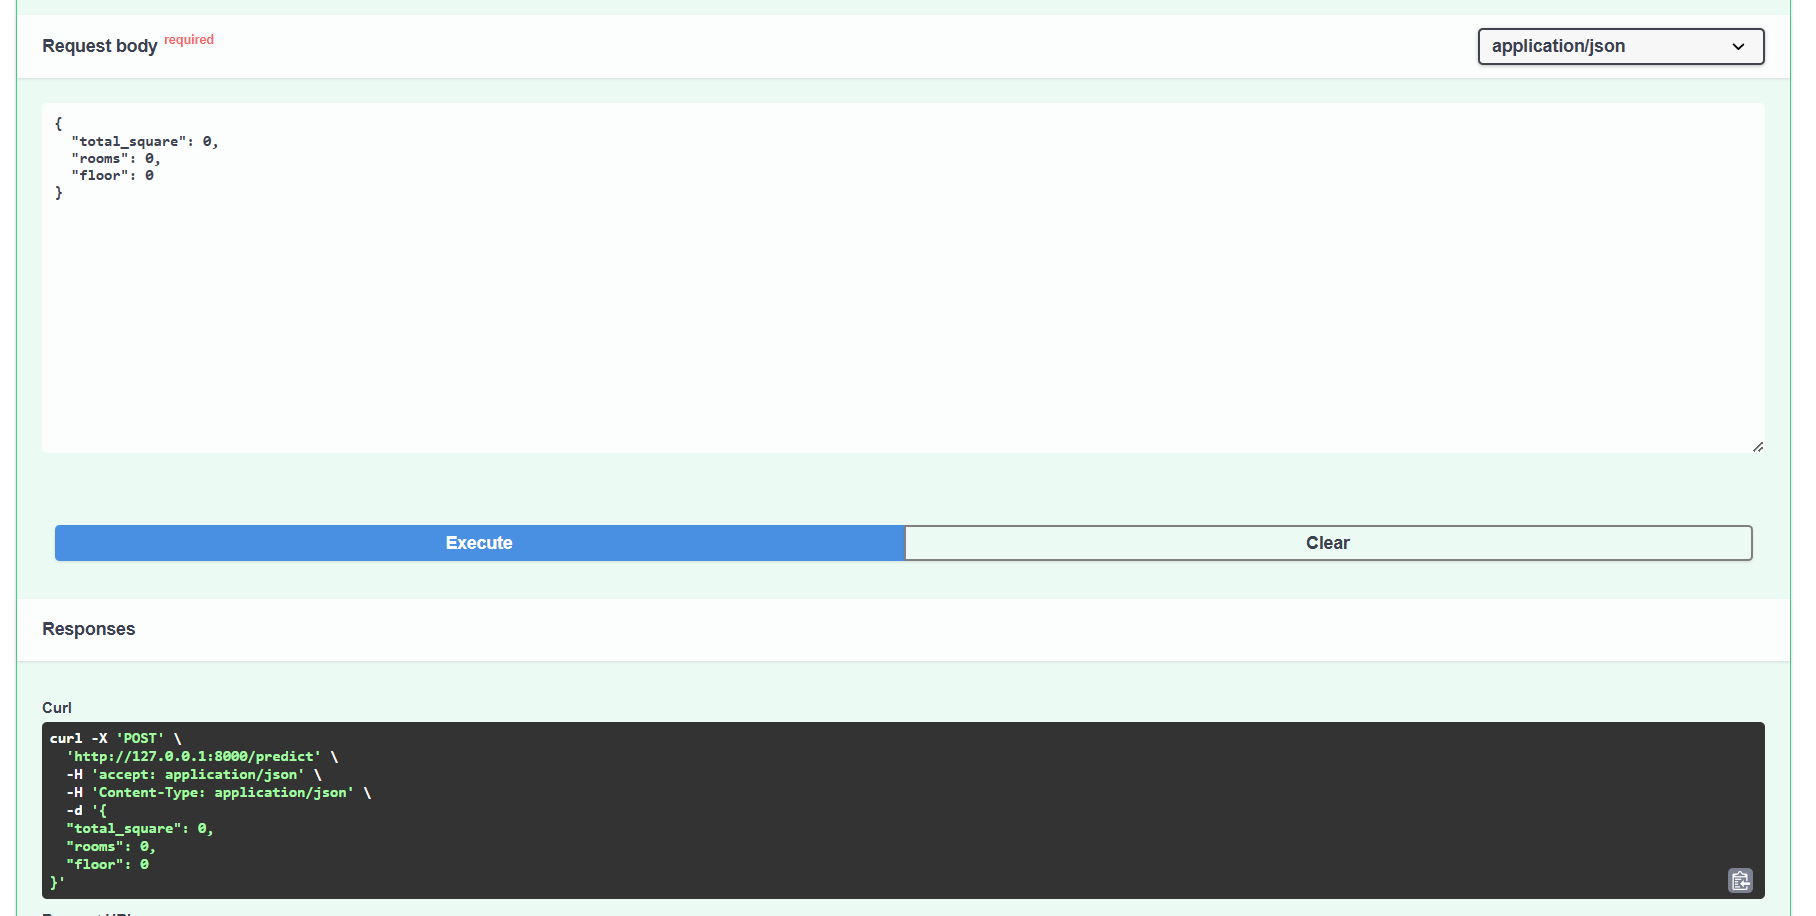 Request body required
application/json
{
  "total_square": 0,
  "rooms": 0,
  "floor": 0
}
Execute
Clear
Responses
Curl
curl -X 'POST' \
  'http://127.0.0.1:8000/predict' \
  -H 'accept: application/json' \
  -H 'Content-Type: application/json' \
  -d '{
  "total_square": 0,
  "rooms": 0,
  "floor": 0
}'